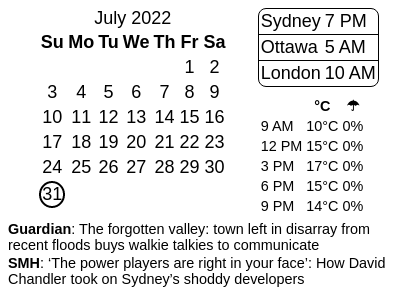 July 2022
Su Mo Tu We Th Fr Sa
1 2
3 4 5 6 7 8 9
10 11 12 13 14 15 16
17 18 19 20 21 22 23
24 25 26 27 28 29 30
31
Sydney 7 PM
Ottawa 5 AM
London 10 AM
°C ☂
9 AM 10°C 0%
12 PM 15°C 0%
3 PM 17°C 0%
6 PM 15°C 0%
9 PM 14°C 0%
Guardian: The forgotten valley: town left in disarray from
recent floods buys walkie talkies to communicate
SMH: ‘The power players are right in your face’: How David
Chandler took on Sydney’s shoddy developers